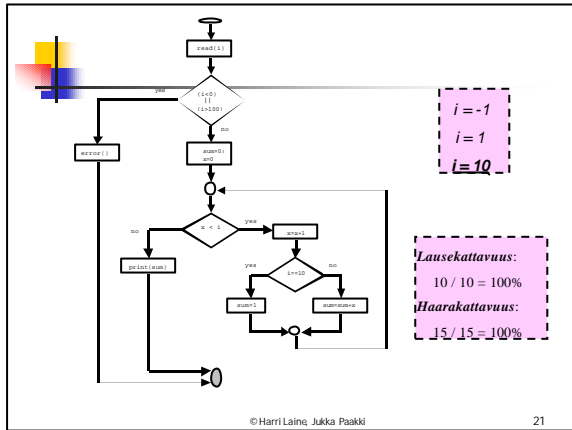 read(i)
yes
(i<0)
||
(i>100)
no
error()
sum=0;
x=0
x < i
yes
no
x=x+1
print(sum)
yes
i==10
no
sum=1
sum=sum+x
i = -1
i = 1
i = 10
Lausekattavuus:
10 / 10 = 100%
Haarakattavuus:
15 / 15 = 100%
© Harri Laine, Jukka Paakki
21